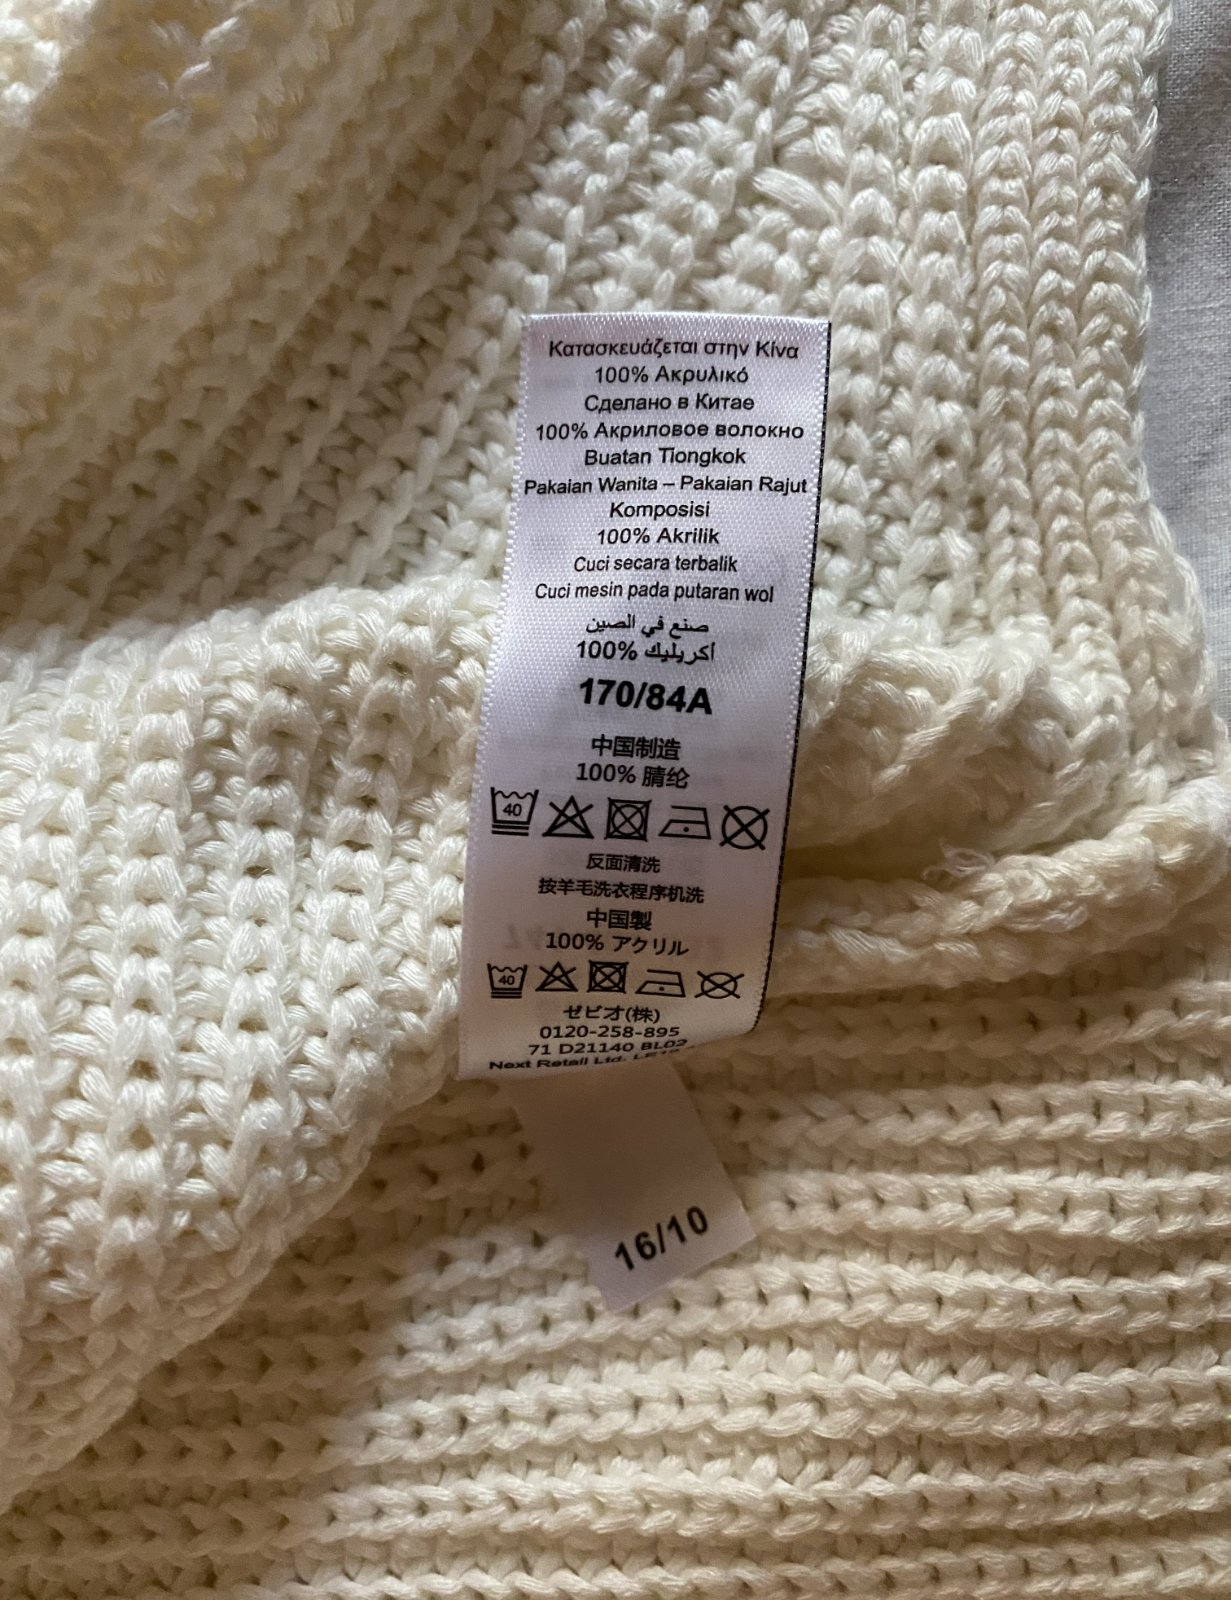 Κατασκευάζεται στην Κίνα
100% Ακρυλικό
Сделано в Китае
100% Акриловое волокно
Buatan Tiongkok
Pakaian Wanita – Pakaian Rajut
Komposisi
100% Akrilik
Cuci secara terbalik
Cuci mesin pada putaran wol
صنع في الصين
100% أكريليك
170/84A
中国制造
100% 腈纶
40
反面清洗
按羊毛洗衣程序机洗
中国製
100% アクリル
40
ゼビオ(株)
0120-258-895
71 D21140 BL02
Next Retail Ltd.
16/10